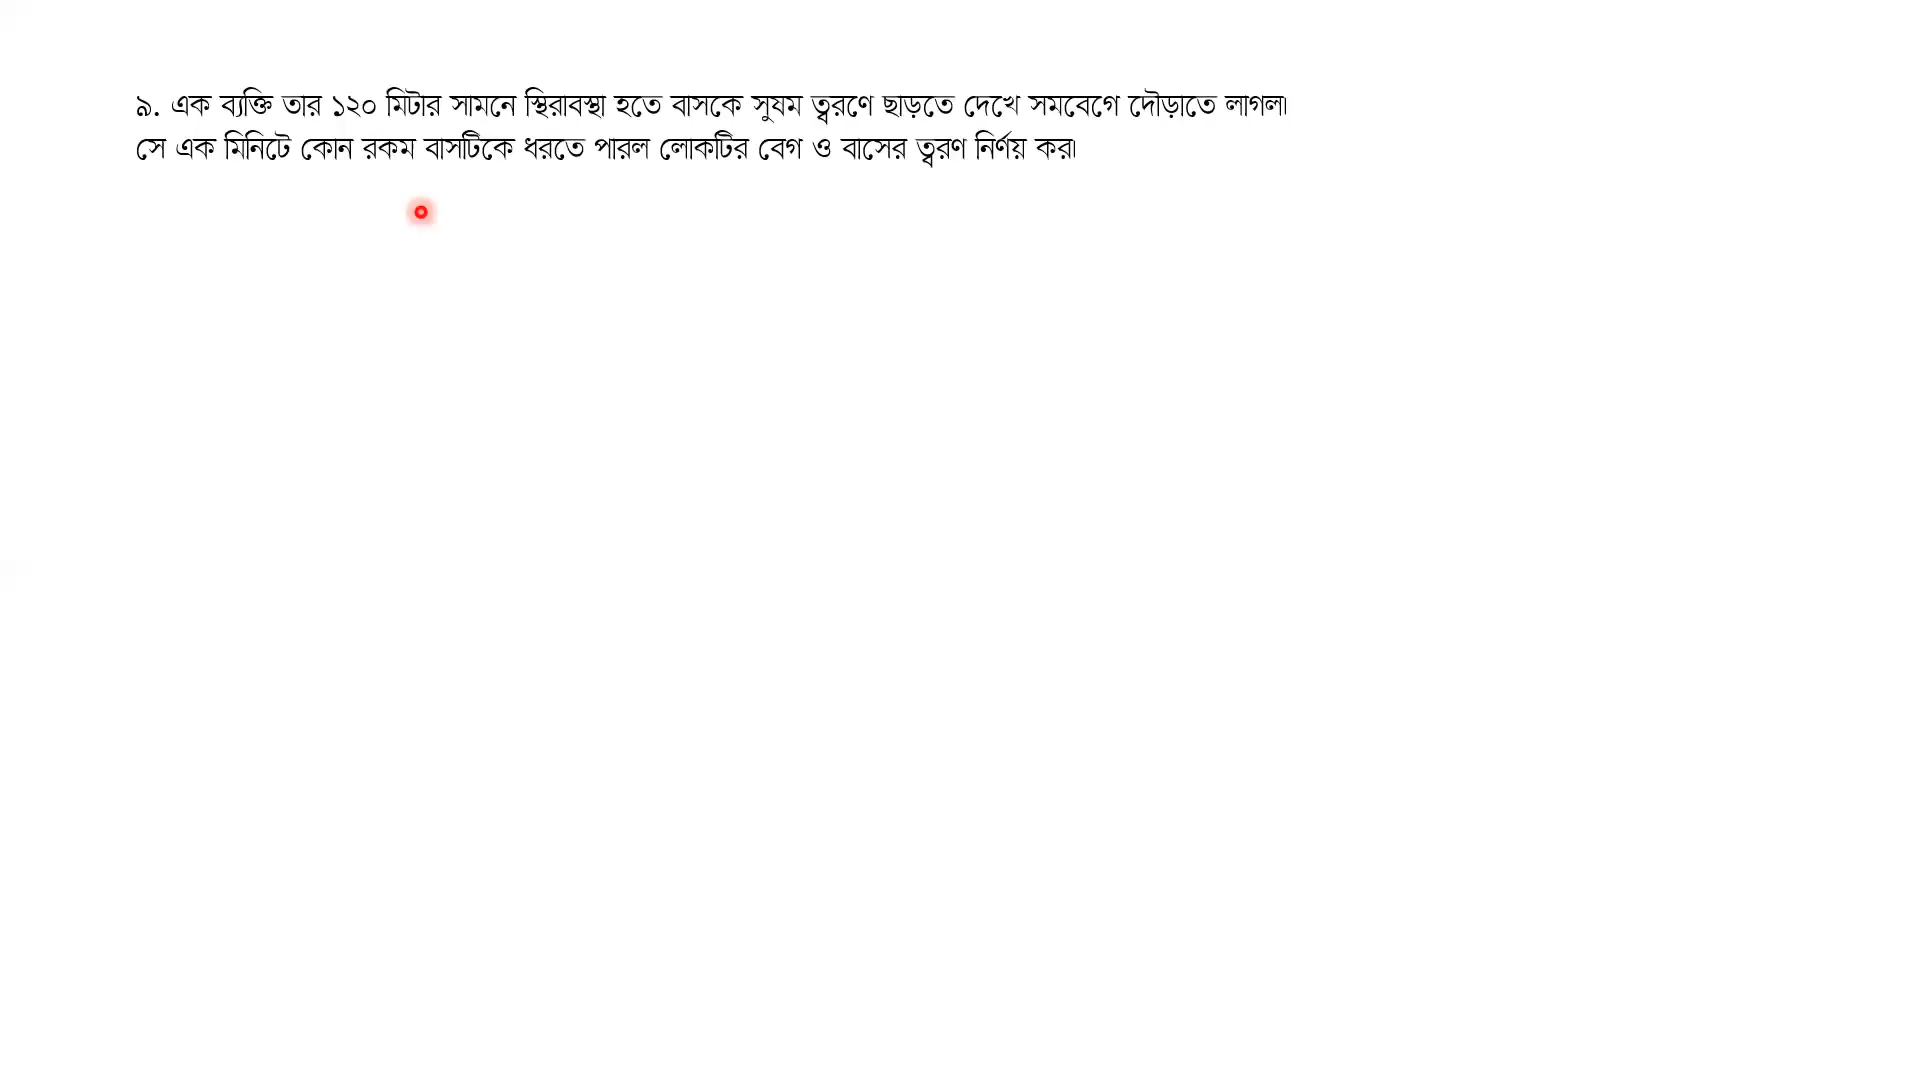 ৯. এক ব্যক্তি তার ১২০ মিটার সামনে স্থিরাবস্থা হতে বাসকে সুষম ত্বরণে ছাড়তে দেখে সমবেগে দৌড়াতে লাগল।
সে এক মিনিটে কোন রকম বাসটিকে ধরতে পারল লোকটির বেগ ও বাসের ত্বরণ নির্ণয় কর।